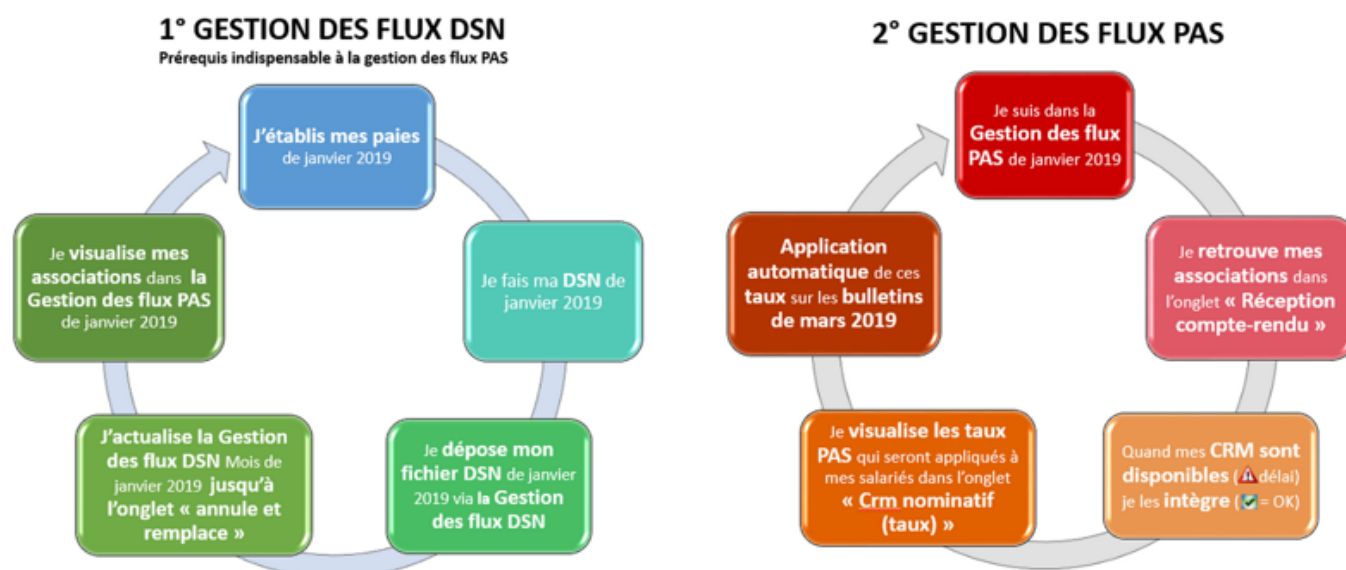 1° GESTION DES FLUX DSN
Prérequis indispensable à la gestion des flux PAS
J'établis mes paies
de janvier 2019
Je fais ma DSN de
janvier 2019
Je dépose mon
fichier DSN de janvier
2019 via la Gestion
des flux DSN
J'actualise la Gestion
des flux DSN Mois de
janvier 2019 jusqu'à
l'onglet « annule et
remplace »
Je visualise mes
associations dans la
Gestion des flux PAS
de janvier 2019
2° GESTION DES FLUX PAS
Je suis dans la
Gestion des flux
PAS de janvier 2019
Je retrouve mes
associations dans
l'onglet « Réception
compte-rendu »
Quand mes CRM sont
disponibles (⚠ délai)
je les intègre (☑ = OK)
Je visualise les taux
PAS qui seront appliqués à
mes salariés dans l'onglet
« Crm nominatif
(taux) »
Application
automatique de ces
taux sur les bulletins
de mars 2019